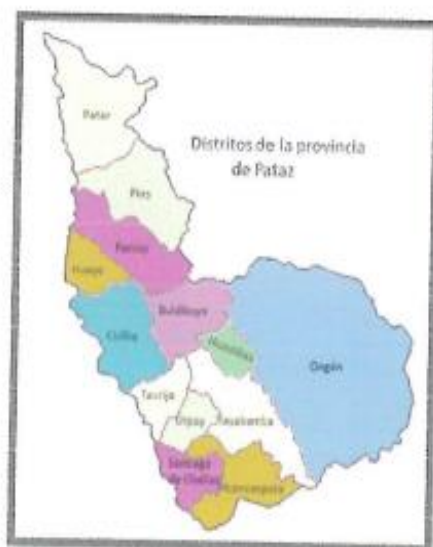 Pataz
Distritos de la provincia
de Pataz
Pias
Parcoy
Huayo
Buldibuyo
Chillia
Ongón
Taurija
Urpay
Tayabamba
Santiago
de Challas
Huancaspata